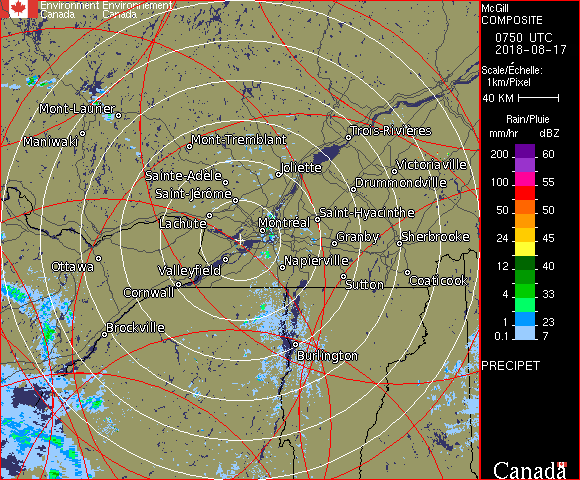 Environment Environnement
Canada Canada
McGill
COMPOSITE
0750 UTC
2018-08-17
Scale/Échelle:
1km/Pixel
40 KM
Rain/Pluie
mm/hr dBZ
200 60
100 55
50 50
24 45
12 40
4 33
1 23
0.1 7
PRECIPET
Canada
Mont-Laurier
Maniwaki
Mont-Tremblant
Trois-Rivières
Joliette
Victoriaville
Sainte-Adèle
Drummondville
Saint-Jérôme
Saint-Hyacinthe
Lachute
Montréal
Granby
Sherbrooke
Ottawa
Valleyfield
Napierville
Sutton
Coaticook
Cornwall
Brockville
Burlington